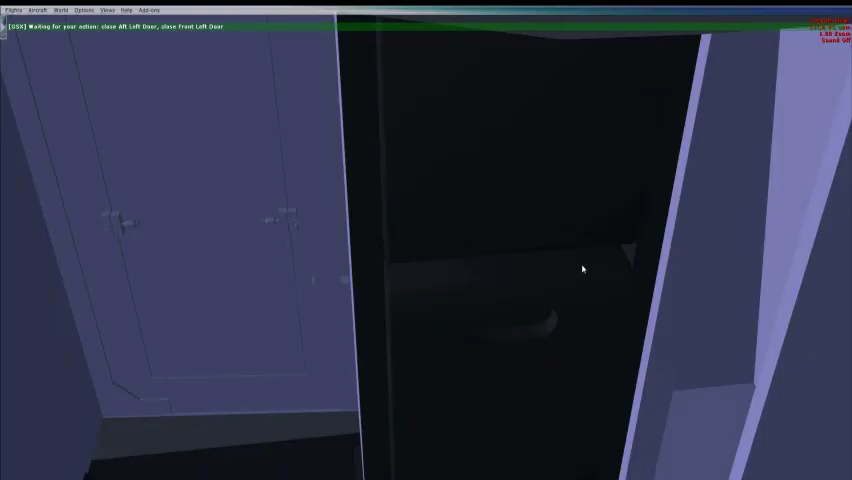 Flights Aircraft World Options Views Help Add-ons
[GSX] Waiting for your action: close Aft Left Door, close Front Left Door
1.00 Zoom
Sound Off